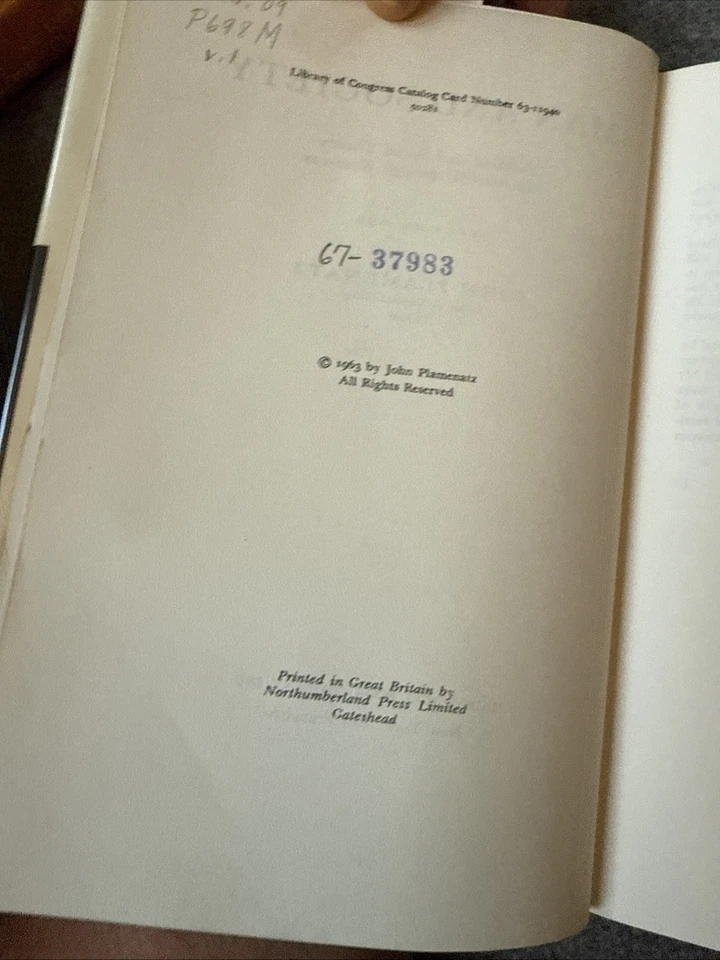 P698M
v.1
Library of Congress Catalog Card Number 63-11940
50281
67- 37983
© 1963 by John Plamenatz
All Rights Reserved
Printed in Great Britain by
Northumberland Press Limited
Gateshead